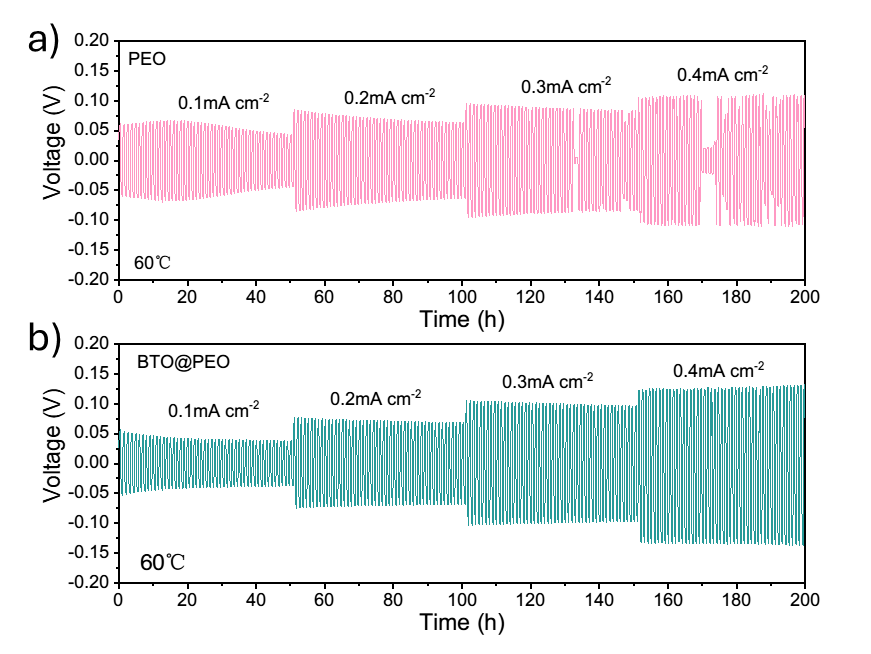 a)
0.20
PEO
0.15
0.1mA cm-2
0.2mA cm-2
0.3mA cm-2
0.4mA cm-2
0.10
0.05
0.00
-0.05
-0.10
-0.15
-0.20
Voltage (V)
60℃
0 20 40 60 80 100 120 140 160 180 200
Time (h)
b)
0.20
BTO@PEO
0.15
0.1mA cm-2
0.2mA cm-2
0.3mA cm-2
0.4mA cm-2
0.10
0.05
0.00
-0.05
-0.10
-0.15
-0.20
Voltage (V)
60℃
0 20 40 60 80 100 120 140 160 180 200
Time (h)